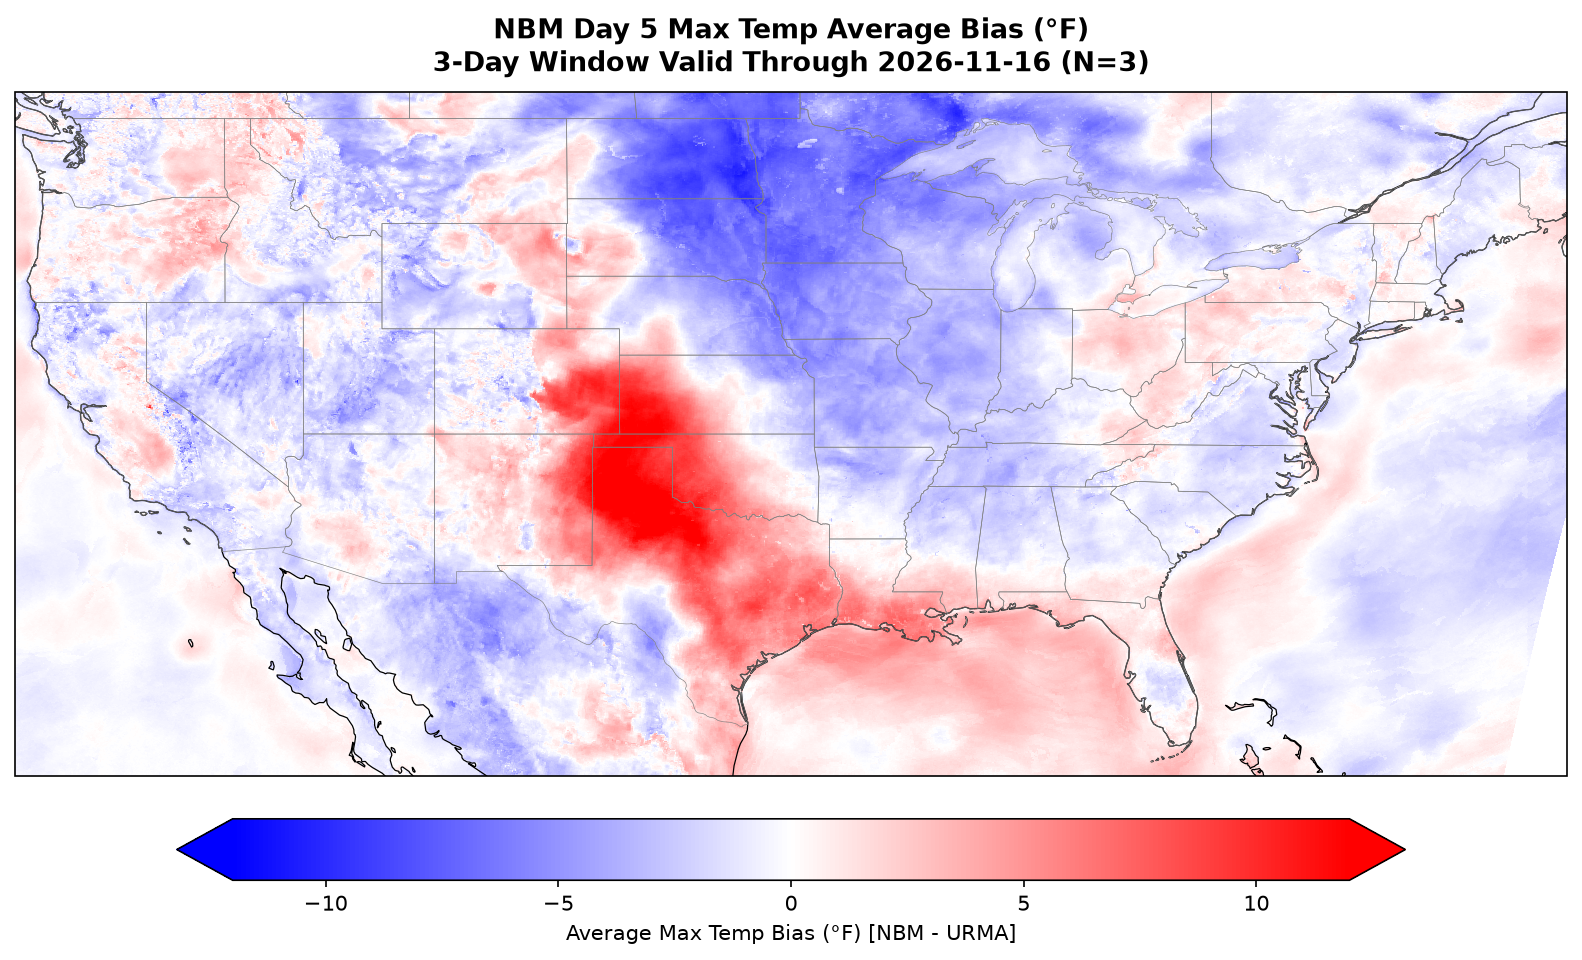 NBM Day 5 Max Temp Average Bias (°F)
3-Day Window Valid Through 2026-11-16 (N=3)
−10 −5 0 5 10
Average Max Temp Bias (°F) [NBM - URMA]